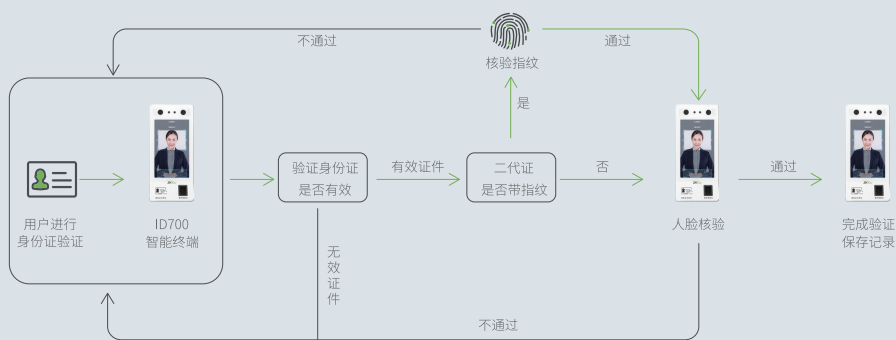 不通过
通过
核验指纹
是
验证身份证
是否有效
有效证件
二代证
是否带指纹
否
通过
用户进行
身份证验证
ID700
智能终端
人脸核验
完成验证
保存记录
无效证件
不通过